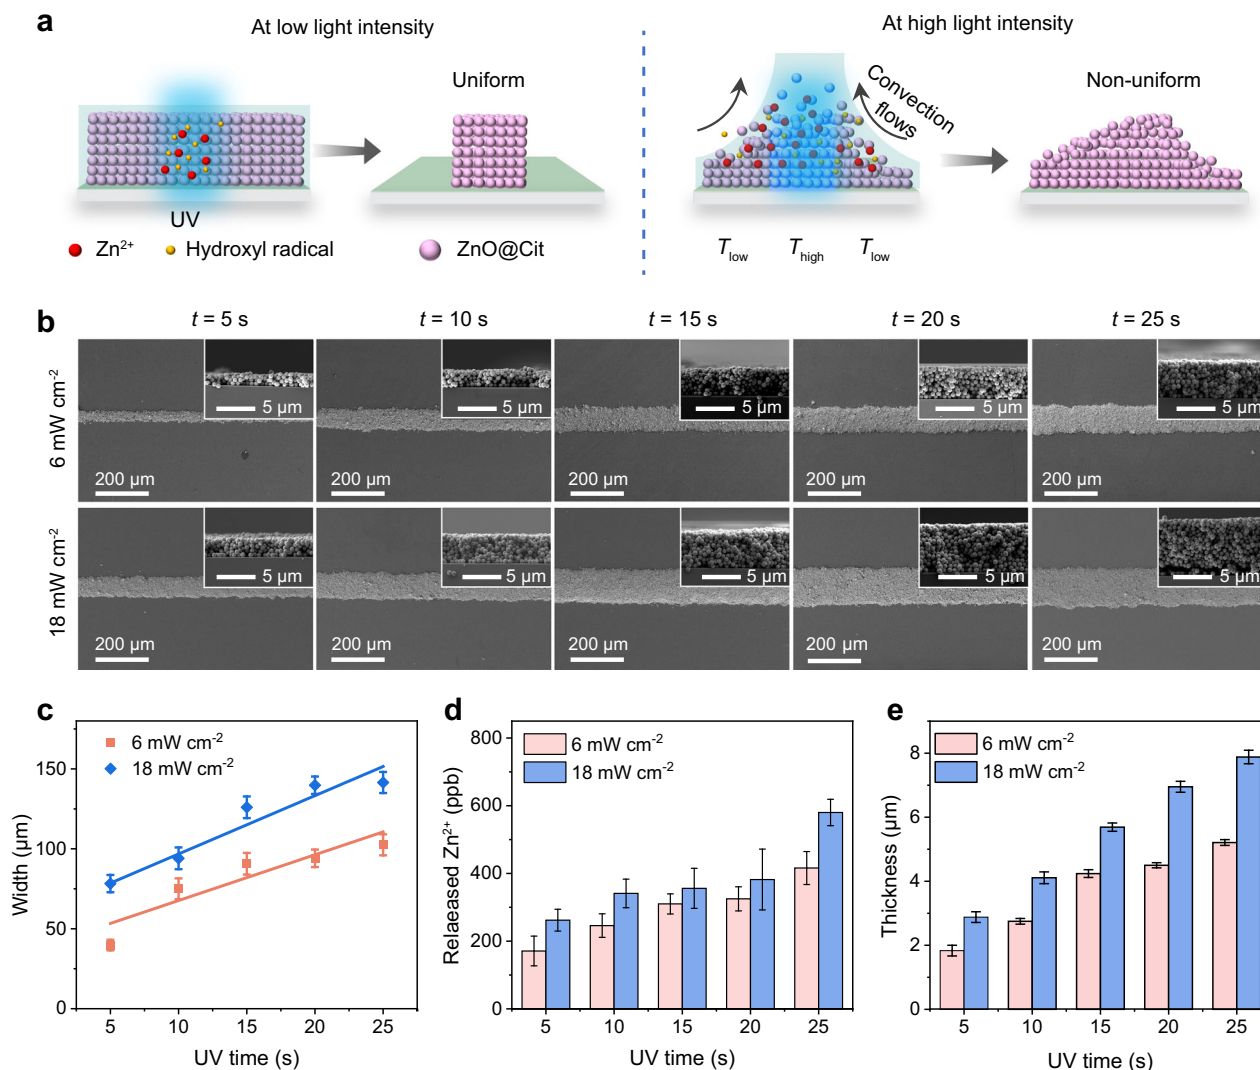 a
At low light intensity
At high light intensity
Uniform
Convection flows
Non-uniform
UV
Zn²⁺
Hydroxyl radical
ZnO@Cit
T_low
T_high
T_low
b
t = 5 s
t = 10 s
t = 15 s
t = 20 s
t = 25 s
6 mW cm⁻²
5 µm
5 µm
5 µm
5 µm
5 µm
200 µm
200 µm
200 µm
200 µm
200 µm
18 mW cm⁻²
5 µm
5 µm
5 µm
5 µm
5 µm
200 µm
200 µm
200 µm
200 µm
200 µm
c
6 mW cm⁻²
18 mW cm⁻²
Width (µm)
150
100
50
0
5
10
15
20
25
UV time (s)
d
6 mW cm⁻²
18 mW cm⁻²
Relaeased Zn²⁺ (ppb)
800
600
400
200
0
5
10
15
20
25
UV time (s)
e
6 mW cm⁻²
18 mW cm⁻²
Thickness (µm)
8
6
4
2
0
5
10
15
20
25
UV time (s)